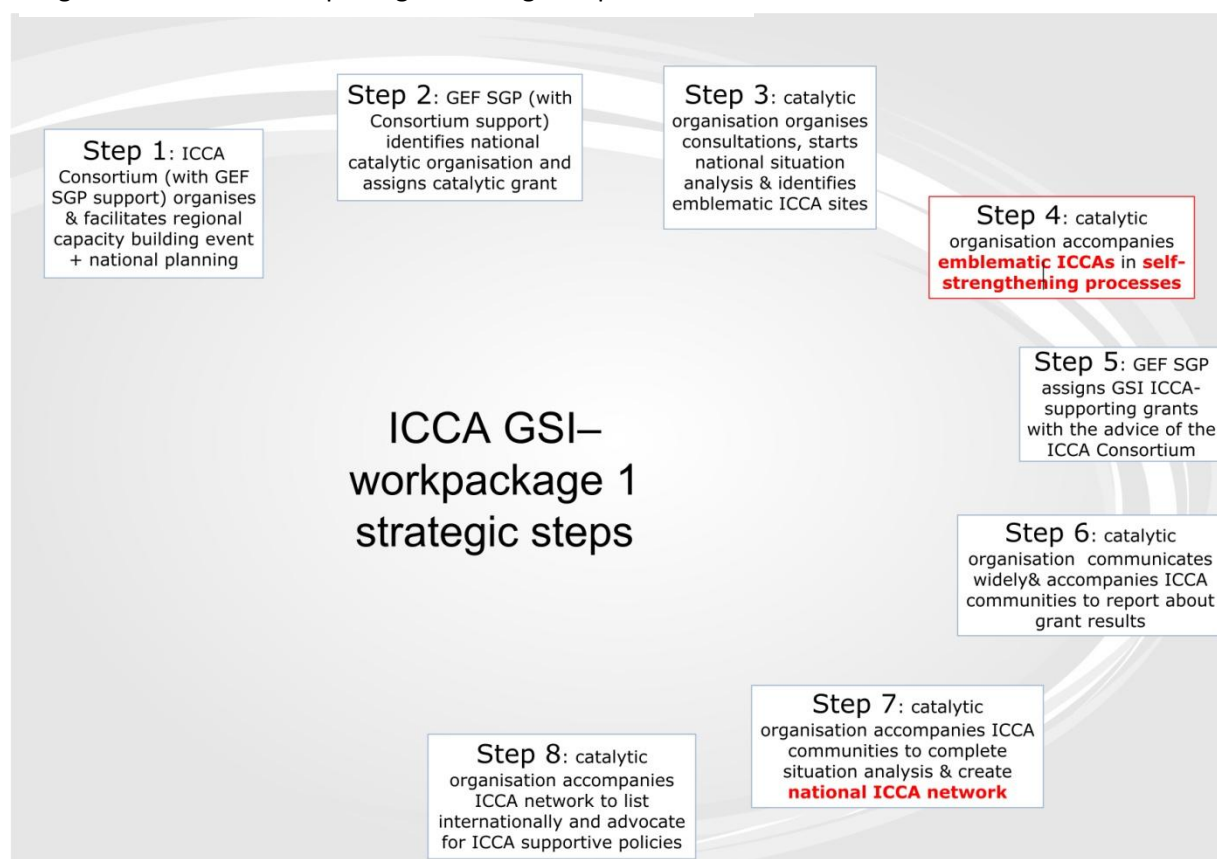 Step 1: ICCA
Consortium (with GEF
SGP support) organises
& facilitates regional
capacity building event
+ national planning
Step 2: GEF SGP (with
Consortium support)
identifies national
catalytic organisation and
assigns catalytic grant
Step 3: catalytic
organisation organises
consultations, starts
national situation
analysis & identifies
emblematic ICCA sites
Step 4: catalytic
organisation accompanies
emblematic ICCAs in self-
strengthening processes
Step 5: GEF SGP
assigns GSI ICCA-
supporting grants
with the advice of the
ICCA Consortium
Step 6: catalytic
organisation communicates
widely& accompanies ICCA
communities to report about
grant results
Step 7: catalytic
organisation accompanies ICCA
communities to complete
situation analysis & create
national ICCA network
Step 8: catalytic
organisation accompanies
ICCA network to list
internationally and advocate
for ICCA supportive policies
ICCA GSI–
workpackage 1
strategic steps